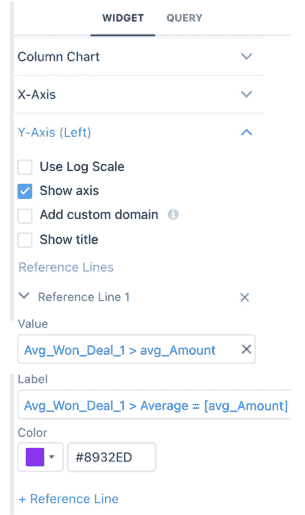 WIDGET QUERY
Column Chart
X-Axis
Y-Axis (Left)
Use Log Scale
Show axis
Add custom domain
Show title
Reference Lines
Reference Line 1
Value
Avg_Won_Deal_1 > avg_Amount
Label
Avg_Won_Deal_1 > Average = [avg_Amount]
Color
#8932ED
+ Reference Line